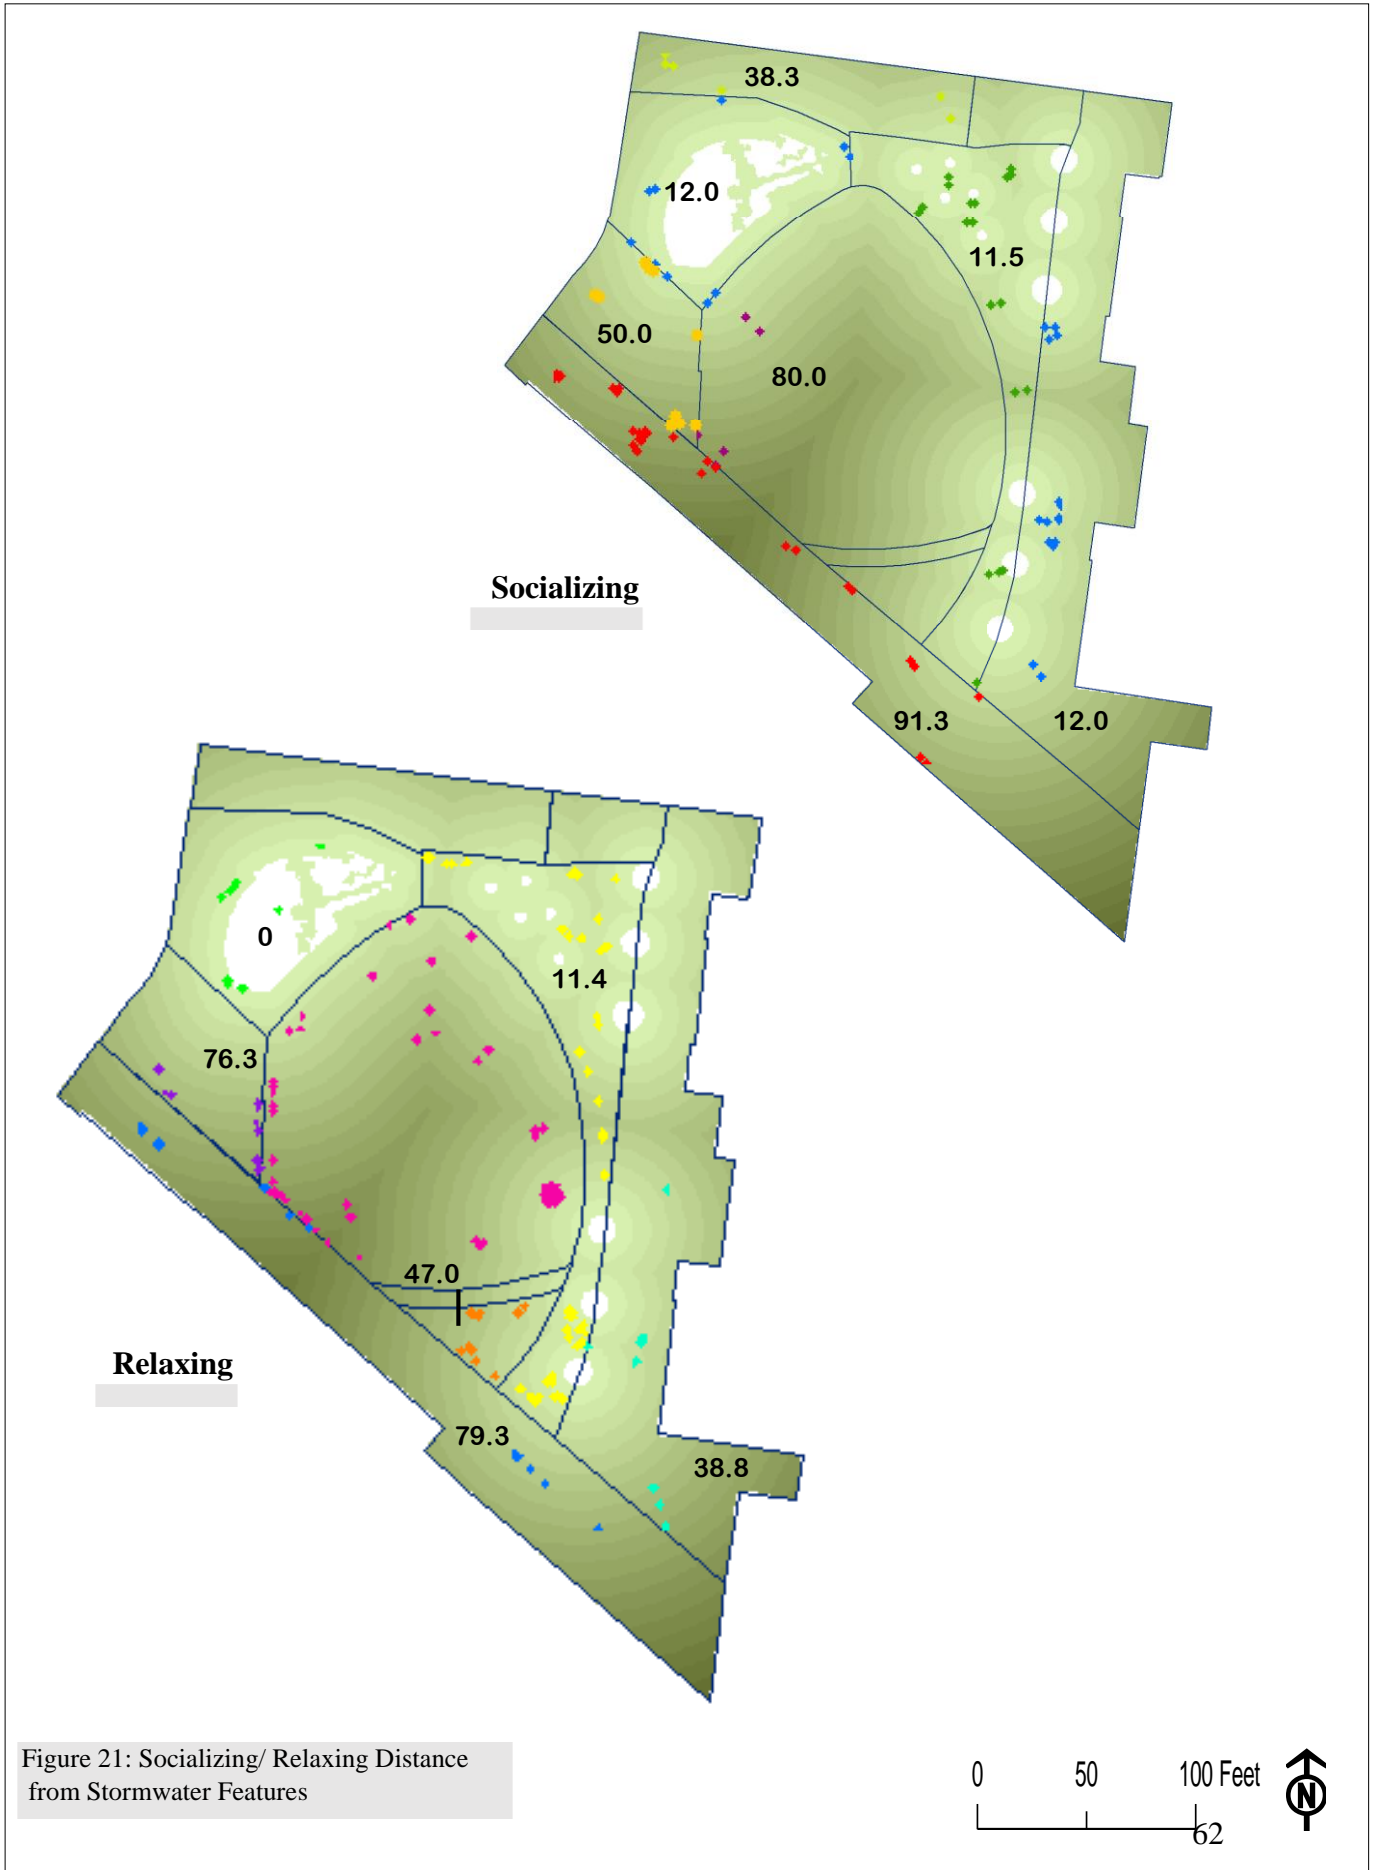 38.3
12.0
11.5
50.0
80.0
Socializing
91.3
12.0
0
11.4
76.3
47.0
Relaxing
79.3
38.8
Figure 21: Socializing/ Relaxing Distance
from Stormwater Features
0 50 100 Feet
N
62